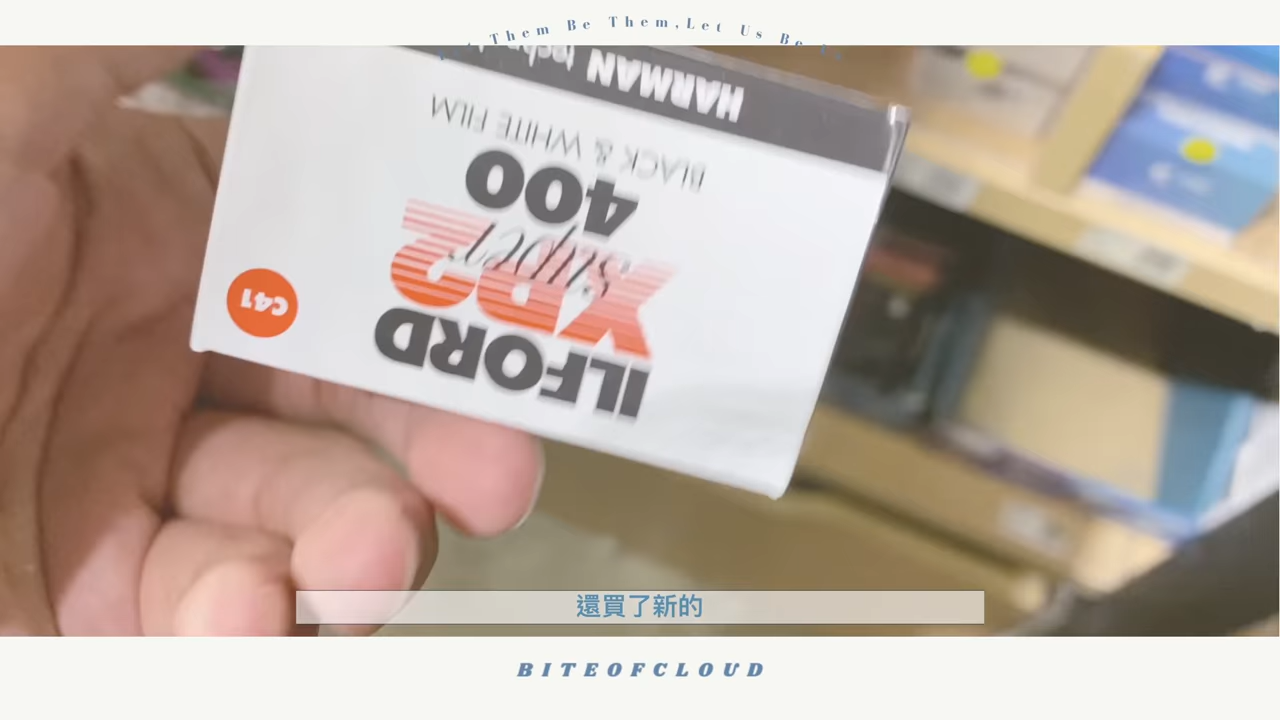 Them Be Them, Let Us Be
ILFORD
XP2
super
400
BLACK & WHITE FILM
HARMAN
C41
還買了新的
BITEOFCLOUD